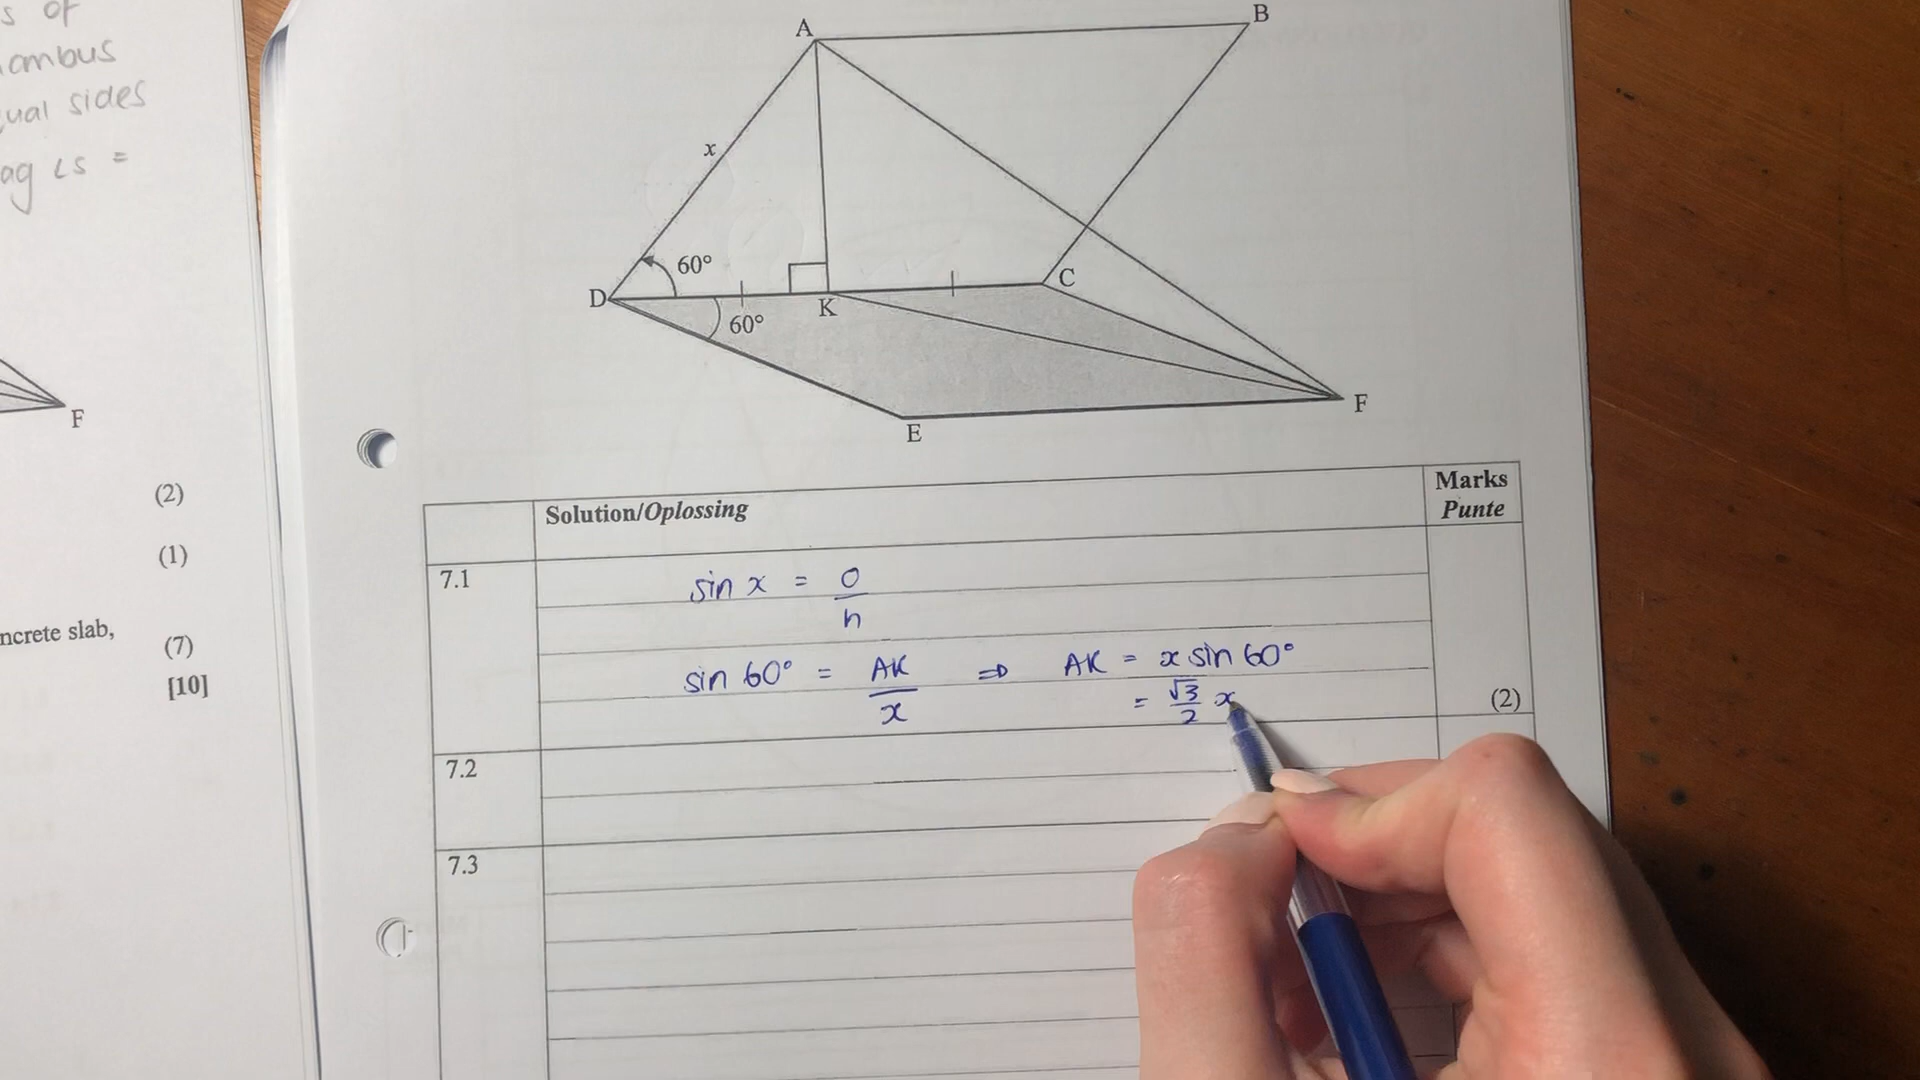 s of
ombus
ual sides
ag ∠s =
F
(2)
(1)
ncrete slab,
(7)
[10]
A
B
x
60°
D
K
C
60°
E
F
Solution/Oplossing
Marks
Punte
7.1
sin x = o/h
sin 60° = AK/x ⇒ AK = x sin 60°
= √3/2 x
(2)
7.2
7.3